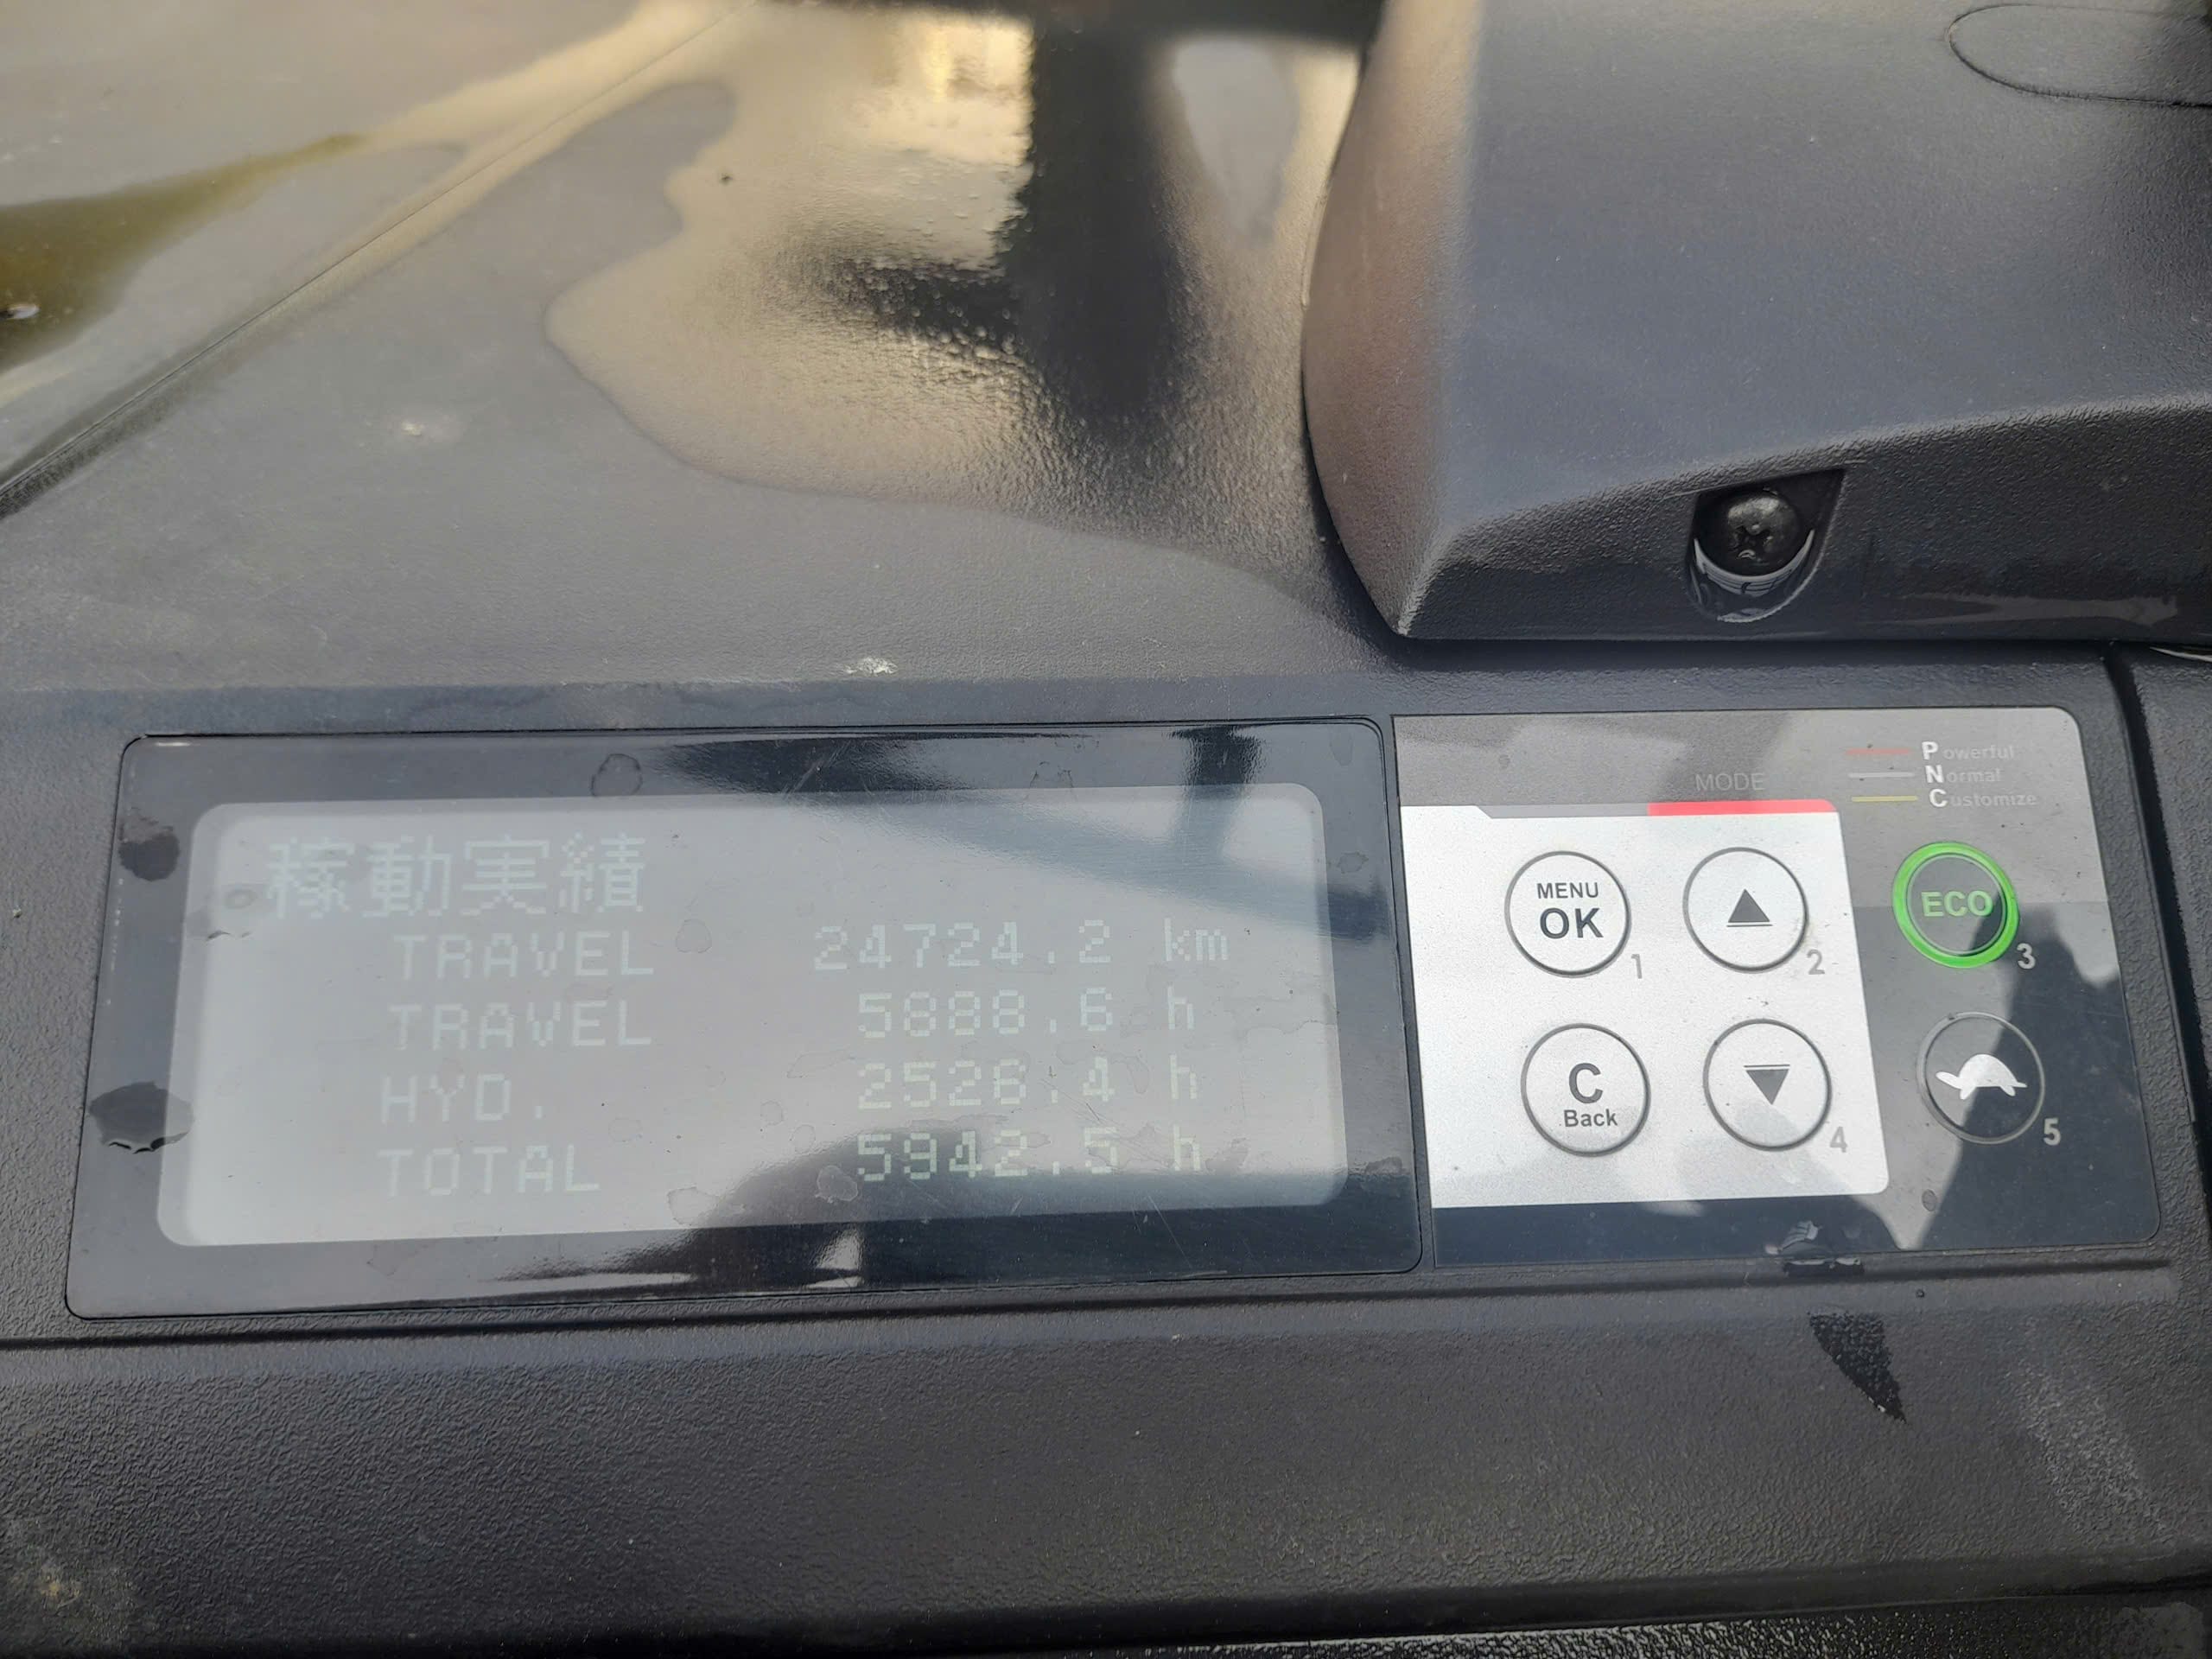 稼動実績
TRAVEL 24724.2 km
TRAVEL 5888.6 h
HYD. 2526.4 h
TOTAL 5942.5 h
MODE
Powerful
Normal
Customize
MENU
OK
1
2
ECO
3
C
Back
4
5